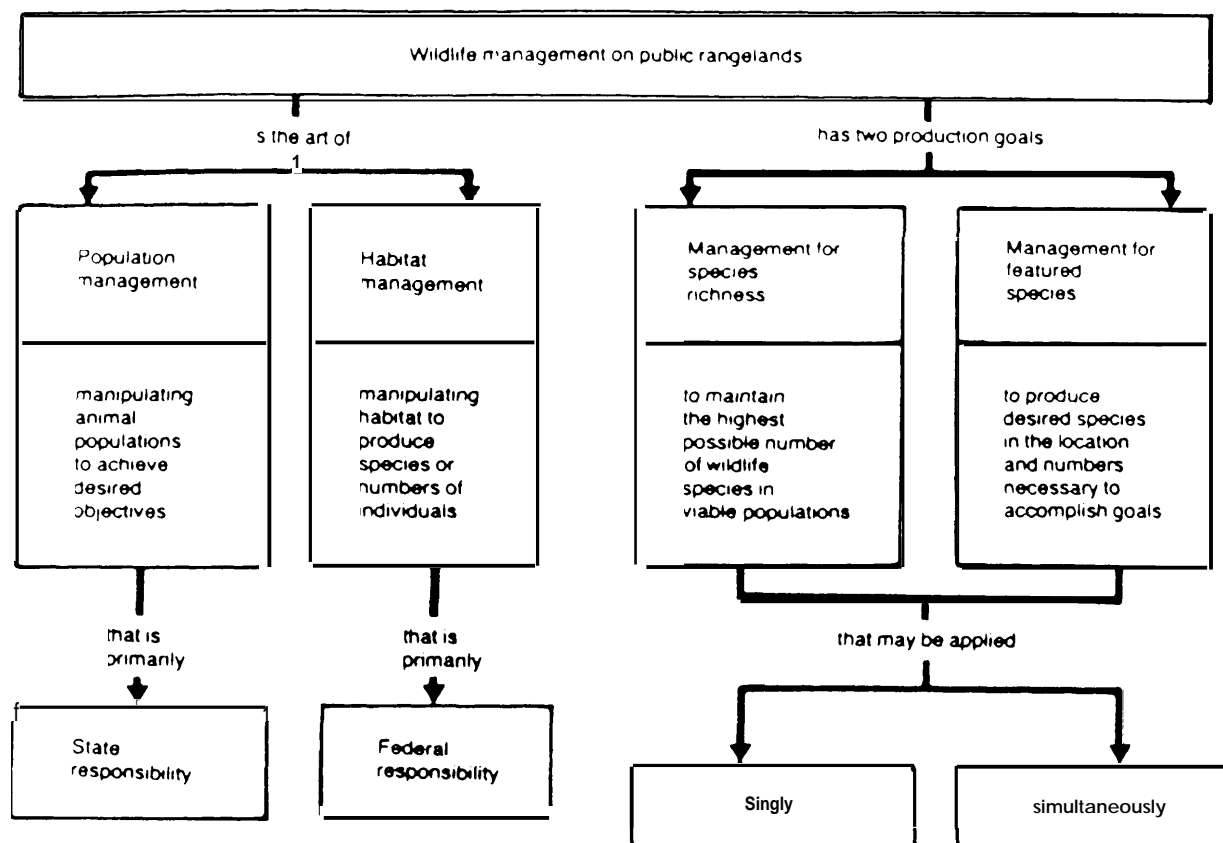 Wildlife management on public rangelands
s the art of
1
has two production goals
Population
management
Habitat
management
Management for
species
richness
Management for
featured
species
manipulating
animal
populations
to achieve
desired
objectives
manipulating
habitat to
produce
species or
numbers of
individuals
to maintain
the highest
possible number
of wildlife
species in
viable populations
to produce
desired species
in the location
and numbers
necessary to
accomplish goals
that is
primarily
that is
primarily
that may be applied
State
responsibility
Federal
responsibility
Singly
simultaneously